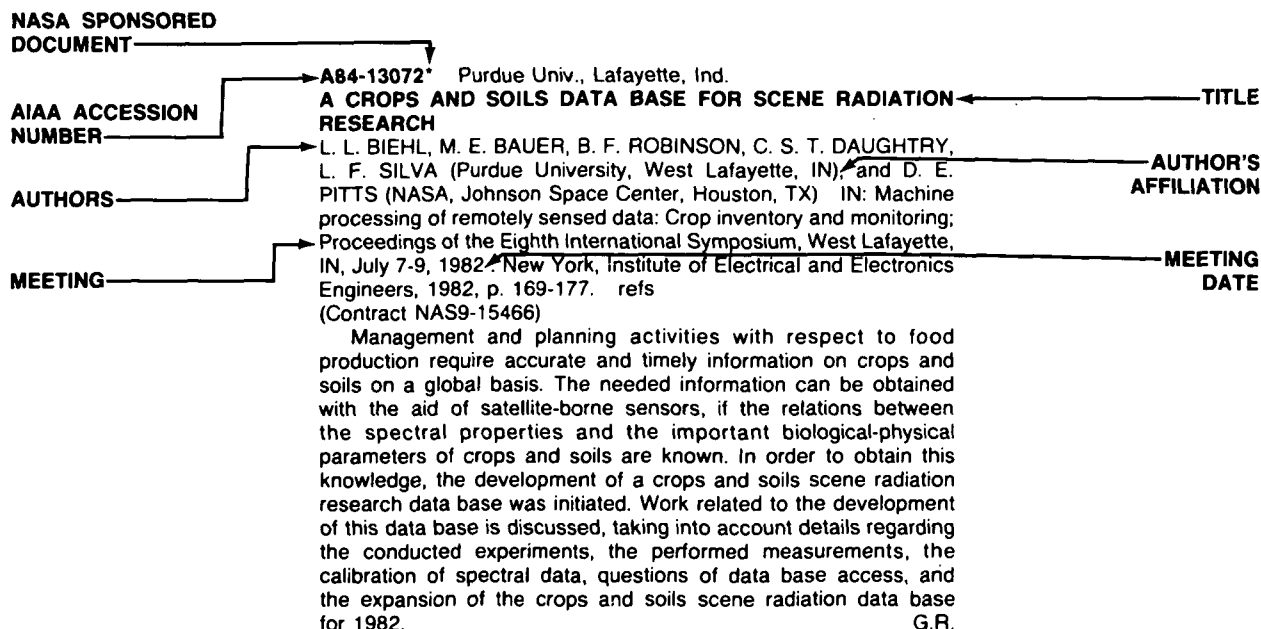 NASA SPONSORED
DOCUMENT
A84-13072* Purdue Univ., Lafayette, Ind.
A CROPS AND SOILS DATA BASE FOR SCENE RADIATION
TITLE
AIAA ACCESSION
NUMBER
RESEARCH
L. L. BIEHL, M. E. BAUER, B. F. ROBINSON, C. S. T. DAUGHTRY,
L. F. SILVA (Purdue University, West Lafayette, IN), and D. E.
AUTHOR'S
AFFILIATION
AUTHORS
PITTS (NASA, Johnson Space Center, Houston, TX) IN: Machine
processing of remotely sensed data: Crop inventory and monitoring;
Proceedings of the Eighth International Symposium, West Lafayette,
IN, July 7-9, 1982. New York, Institute of Electrical and Electronics
MEETING
MEETING
DATE
Engineers, 1982, p. 169-177. refs
(Contract NAS9-15466)
Management and planning activities with respect to food
production require accurate and timely information on crops and
soils on a global basis. The needed information can be obtained
with the aid of satellite-borne sensors, if the relations between
the spectral properties and the important biological-physical
parameters of crops and soils are known. In order to obtain this
knowledge, the development of a crops and soils scene radiation
research data base was initiated. Work related to the development
of this data base is discussed, taking into account details regarding
the conducted experiments, the performed measurements, the
calibration of spectral data, questions of data base access, and
the expansion of the crops and soils scene radiation data base
for 1982. G.R.